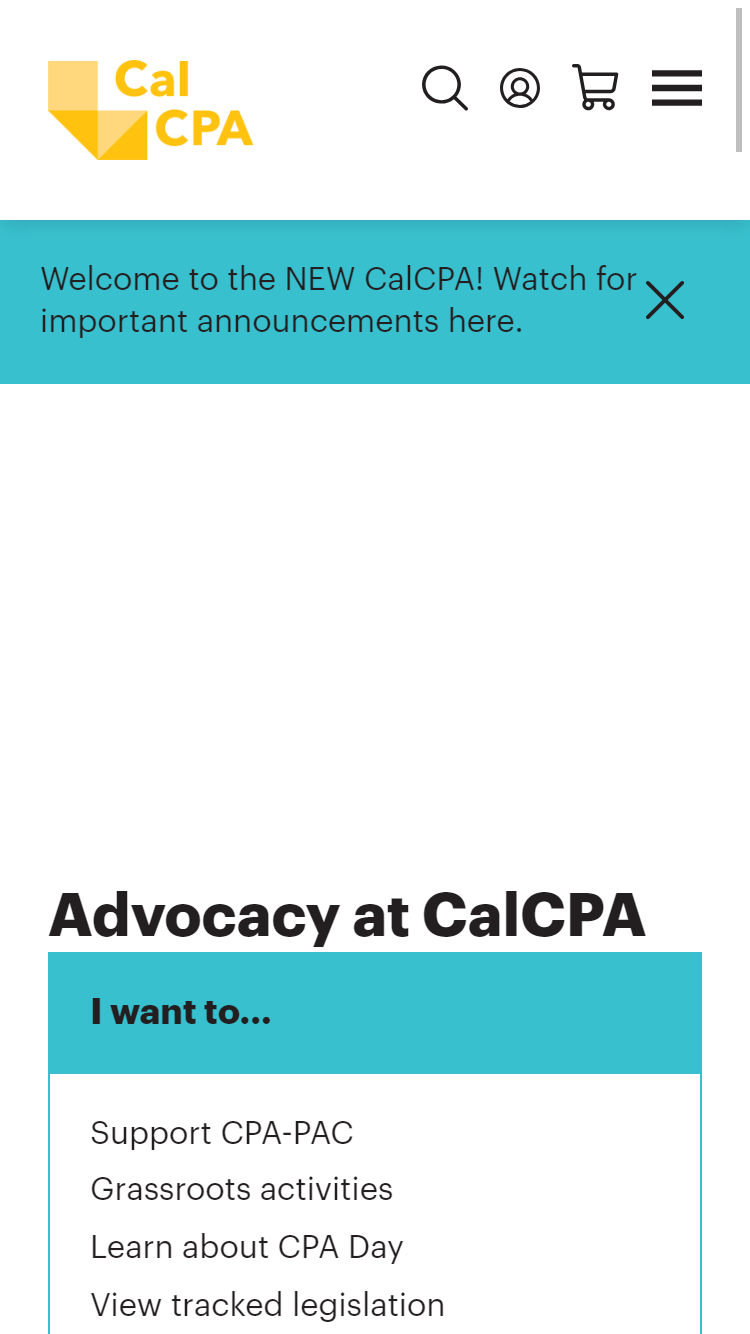 Cal
CPA
Welcome to the NEW CalCPA! Watch for
important announcements here.
Advocacy at CalCPA
I want to...
Support CPA-PAC
Grassroots activities
Learn about CPA Day
View tracked legislation